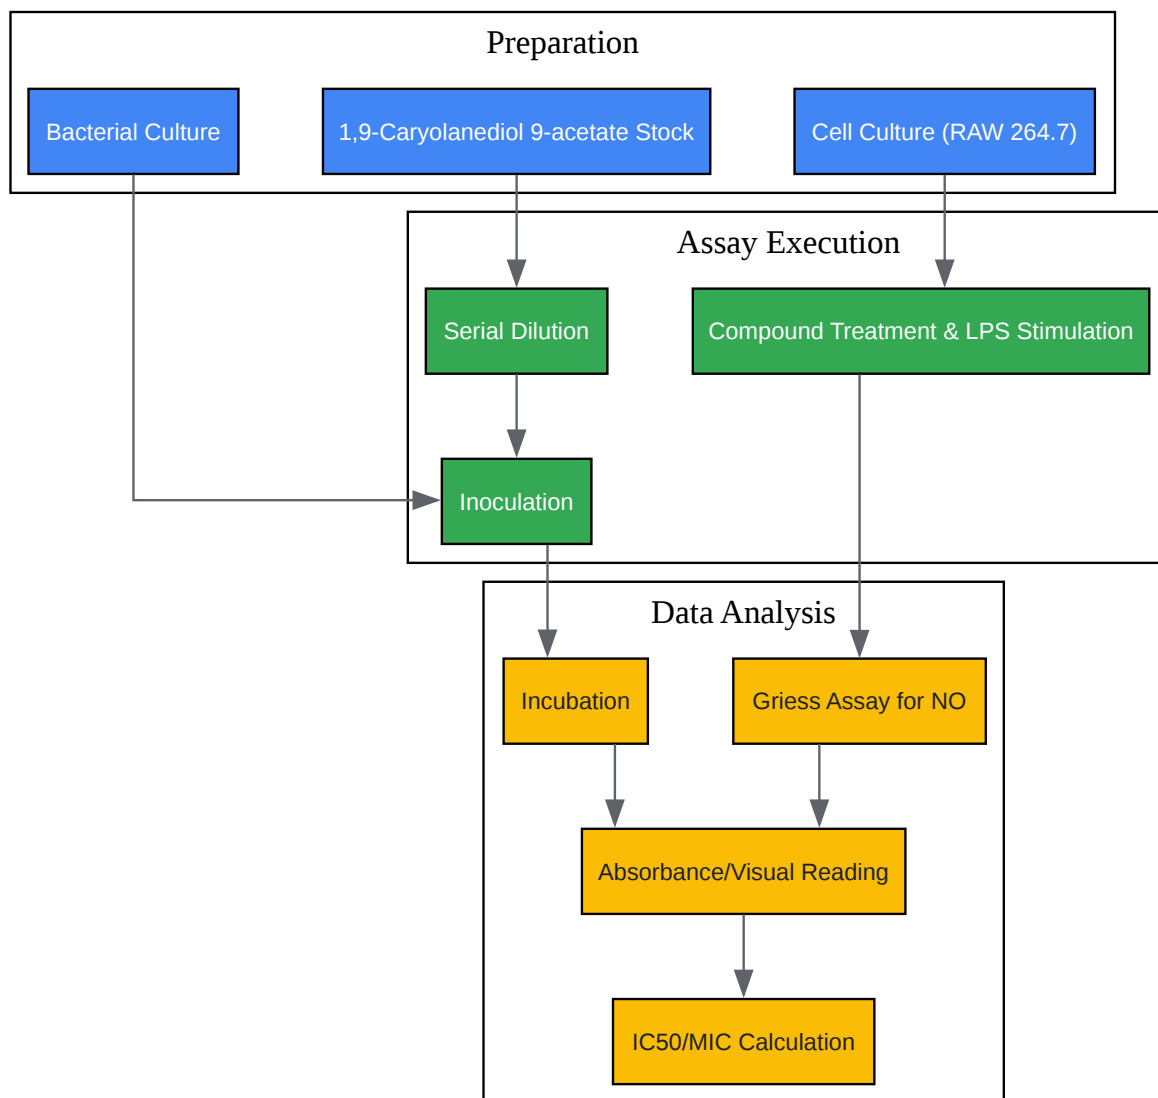 Preparation
Bacterial Culture
1,9-Caryolanediol 9-acetate Stock
Cell Culture (RAW 264.7)
Assay Execution
Serial Dilution
Compound Treatment & LPS Stimulation
Inoculation
Data Analysis
Incubation
Griess Assay for NO
Absorbance/Visual Reading
IC50/MIC Calculation